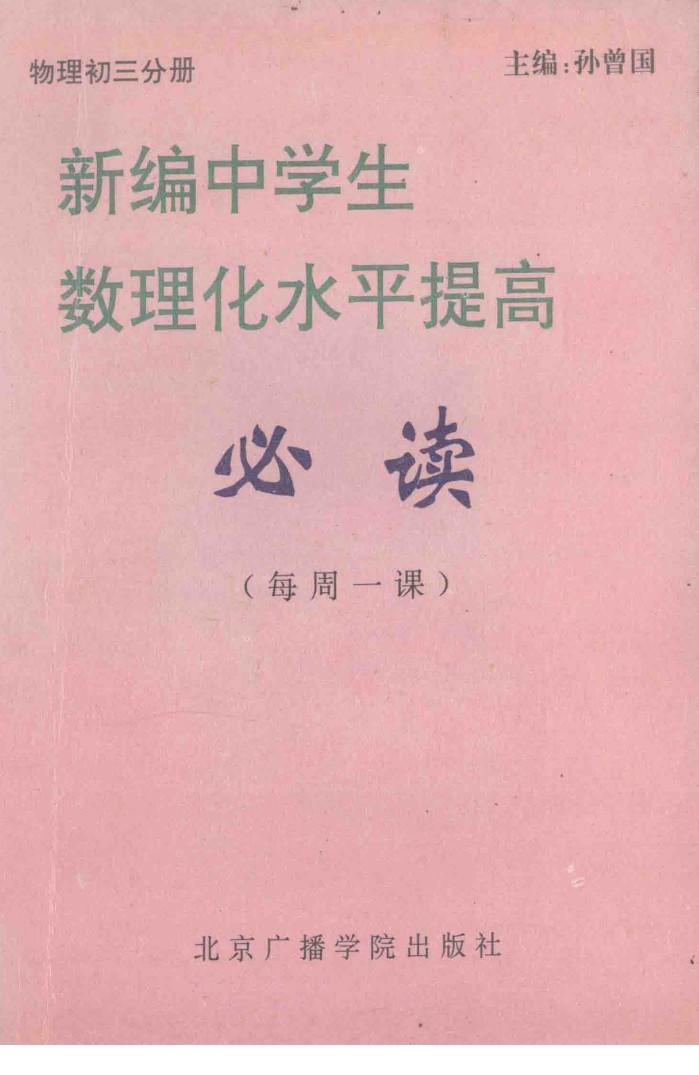 物理初三分册
主编:孙曾国
新编中学生
数理化水平提高
必读
(每周一课)
北京广播学院出版社